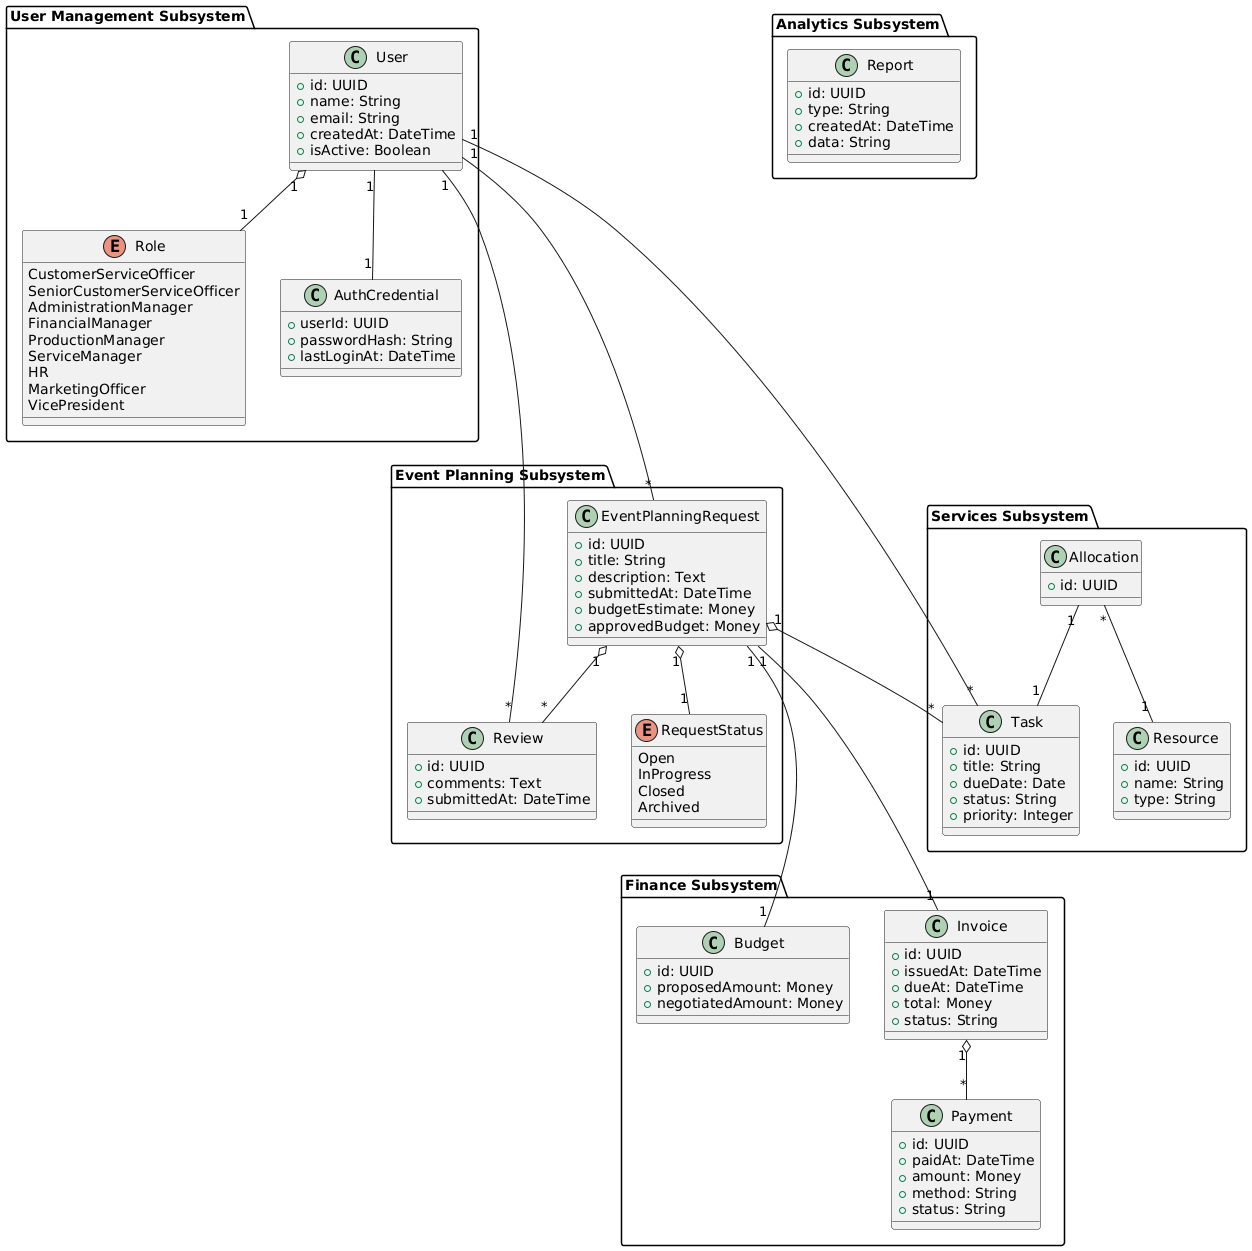 User Management Subsystem
C User
id: UUID
name: String
email: String
createdAt: DateTime
isActive: Boolean
1
1
1
1
1
1
1
E Role
CustomerServiceOfficer
SeniorCustomerServiceOfficer
AdministrationManager
FinancialManager
ProductionManager
ServiceManager
HR
MarketingOfficer
VicePresident
C AuthCredential
userId: UUID
passwordHash: String
lastLoginAt: DateTime
Analytics Subsystem
C Report
id: UUID
type: String
createdAt: DateTime
data: String
Event Planning Subsystem
*
C EventPlanningRequest
id: UUID
title: String
description: Text
submittedAt: DateTime
budgetEstimate: Money
approvedBudget: Money
1
1
1
1
1
*
*
1
C Review
id: UUID
comments: Text
submittedAt: DateTime
E RequestStatus
Open
InProgress
Closed
Archived
Services Subsystem
C Allocation
id: UUID
1
*
*
1
1
*
C Task
id: UUID
title: String
dueDate: Date
status: String
priority: Integer
C Resource
id: UUID
name: String
type: String
Finance Subsystem
1
1
C Budget
id: UUID
proposedAmount: Money
negotiatedAmount: Money
C Invoice
id: UUID
issuedAt: DateTime
dueAt: DateTime
total: Money
status: String
1
*
C Payment
id: UUID
paidAt: DateTime
amount: Money
method: String
status: String